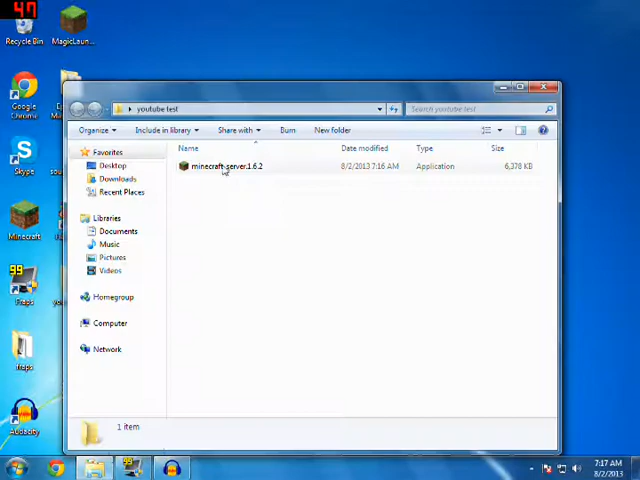 47
Recycle Bin
MagicLaun...
Google Chrome
Skype
Minecraft
99
Fraps
fraps
Audacity
youtube test
Search youtube test
Organize
Include in library
Share with
Burn
New folder
Name
Date modified
Type
Size
Favorites
Desktop
Downloads
Recent Places
Libraries
Documents
Music
Pictures
Videos
Homegroup
Computer
Network
minecraft-server.1.6.2
8/2/2013 7:16 AM
Application
6,378 KB
1 item
99
7:17 AM
8/2/2013